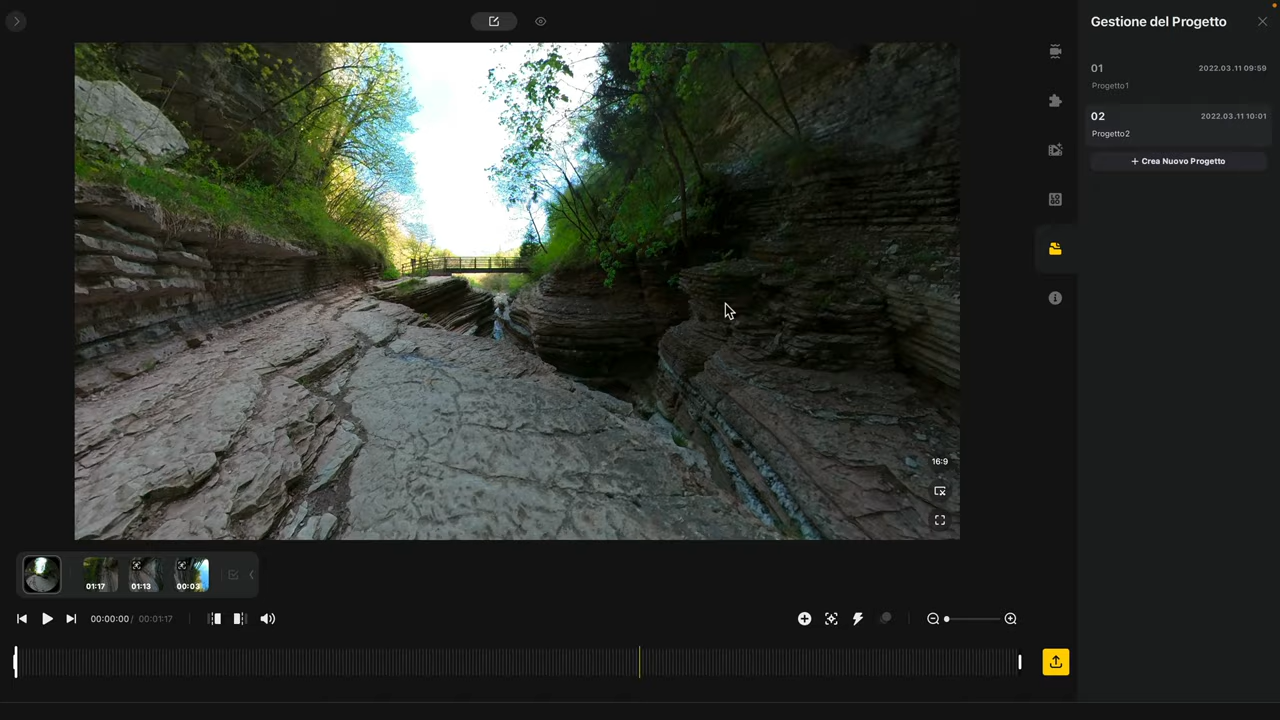 Gestione del Progetto
01
2022.03.11 09:59
Progetto1
02
2022.03.11 10:01
Progetto2
+ Crea Nuovo Progetto
16:9
01:17
01:13
00:03
00:00:00 / 00:01:17